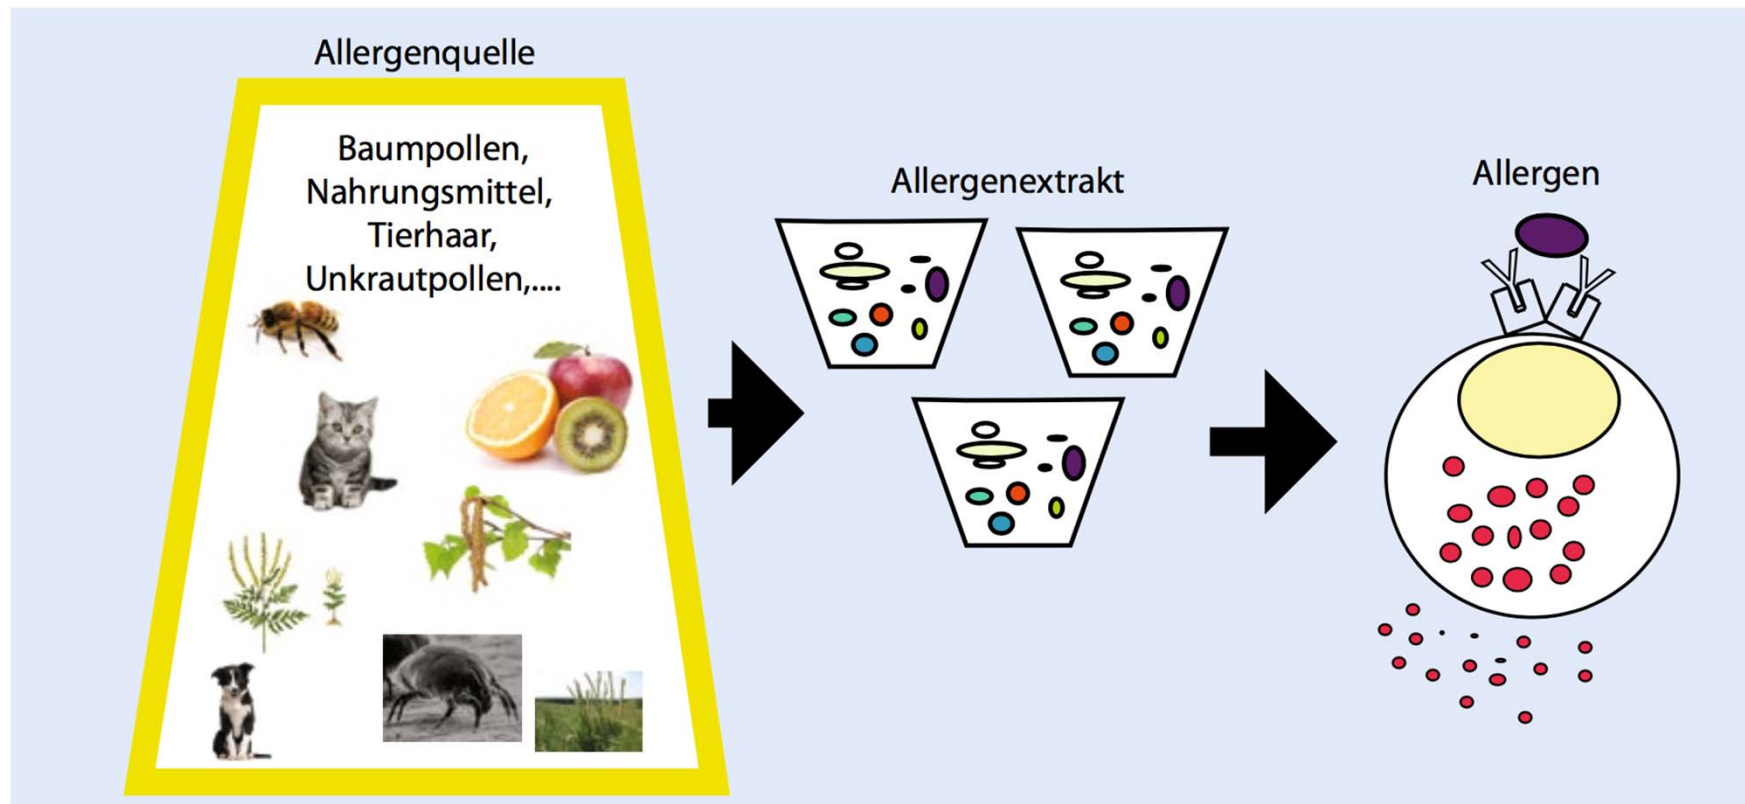 Allergenquelle
Baumpollen,
Nahrungsmittel,
Tierhaar,
Unkrautpollen,....
Allergenextrakt
Allergen